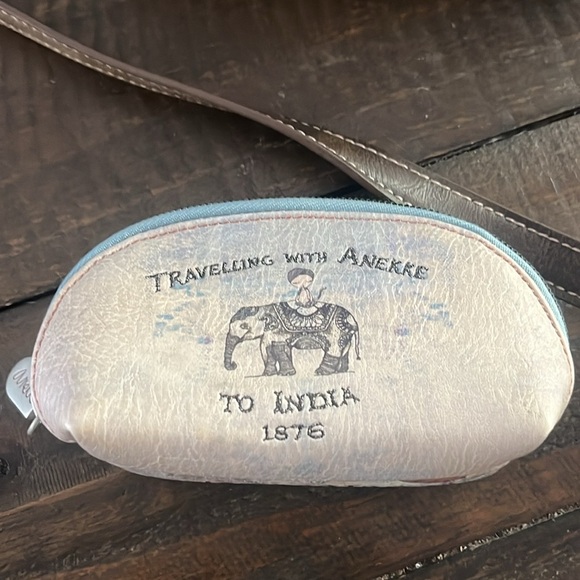 TRAVELLING WITH ANEKKE
TO INDIA
1876